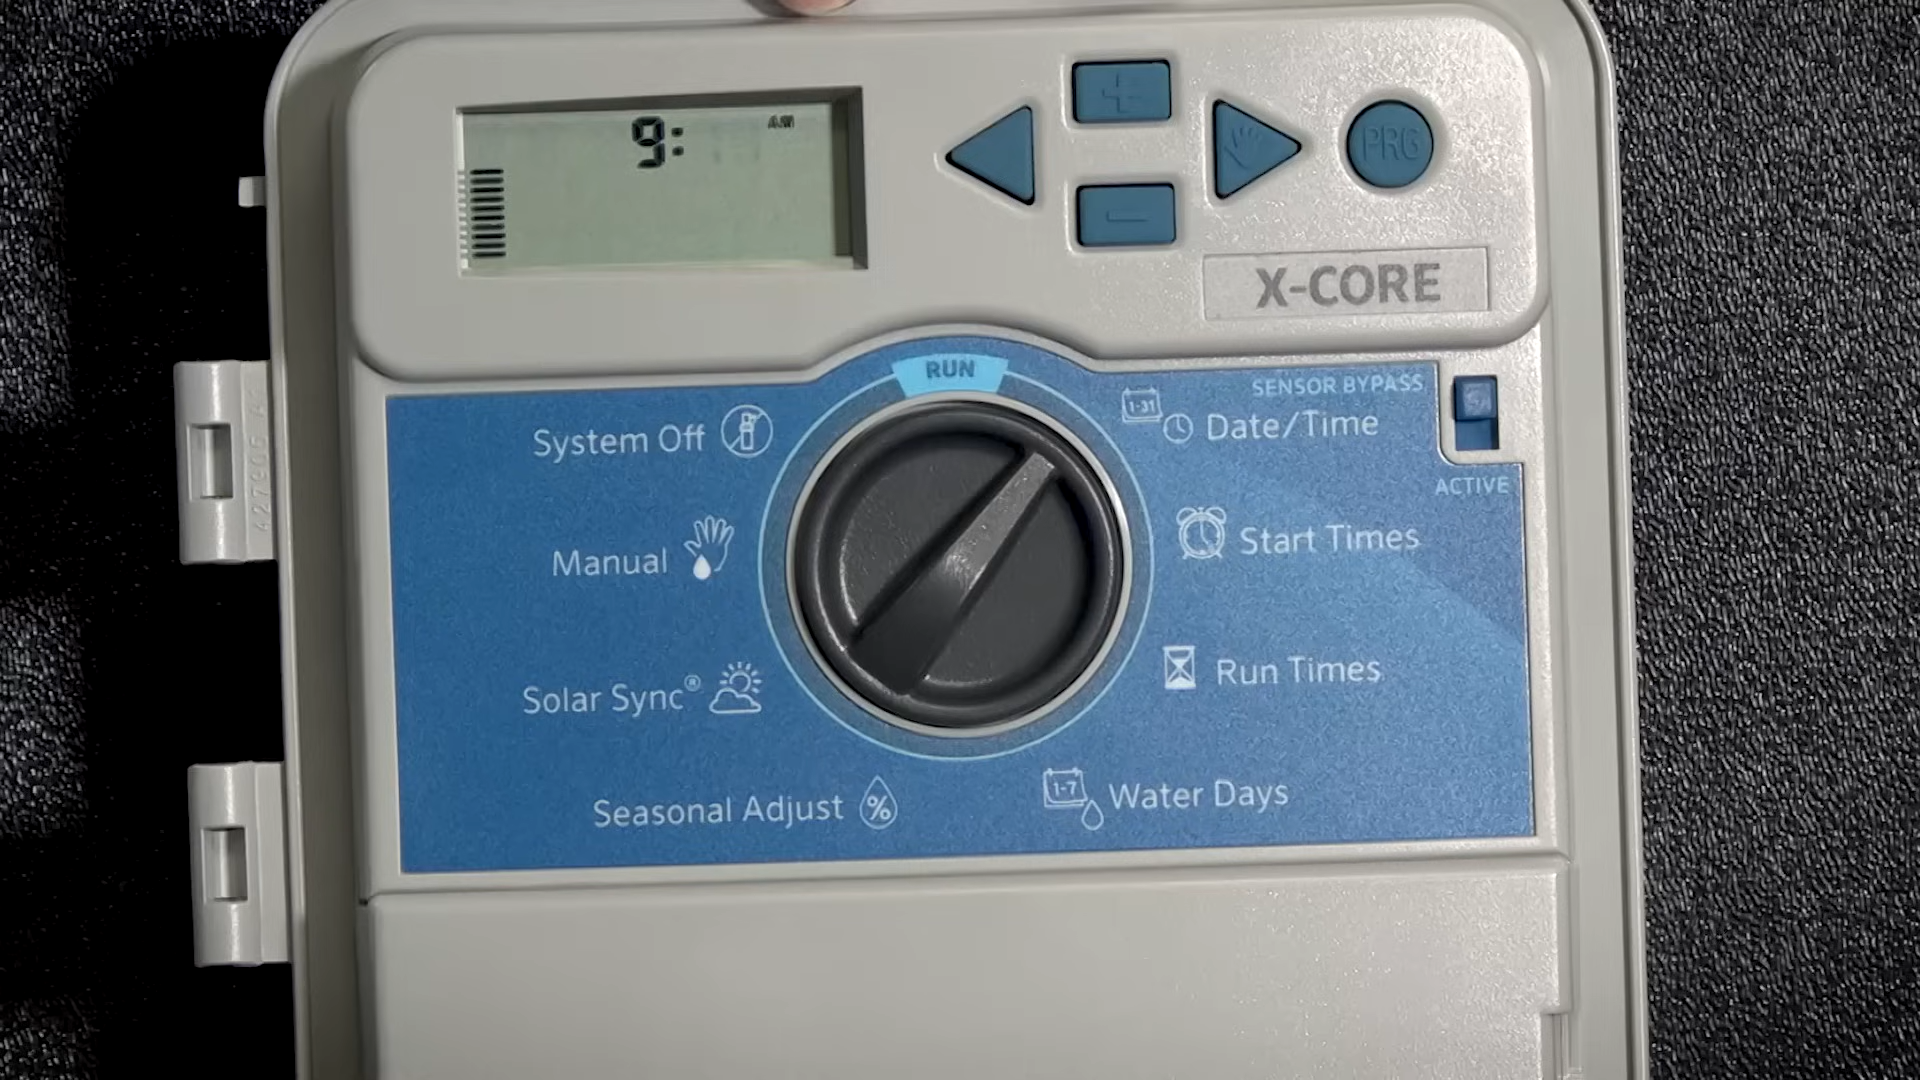 9: AM
+
PRG
-
X-CORE
RUN
SENSOR BYPASS
System Off
1-31
Date/Time
ACTIVE
Manual
Start Times
Solar Sync®
Run Times
Seasonal Adjust %
1-7
Water Days